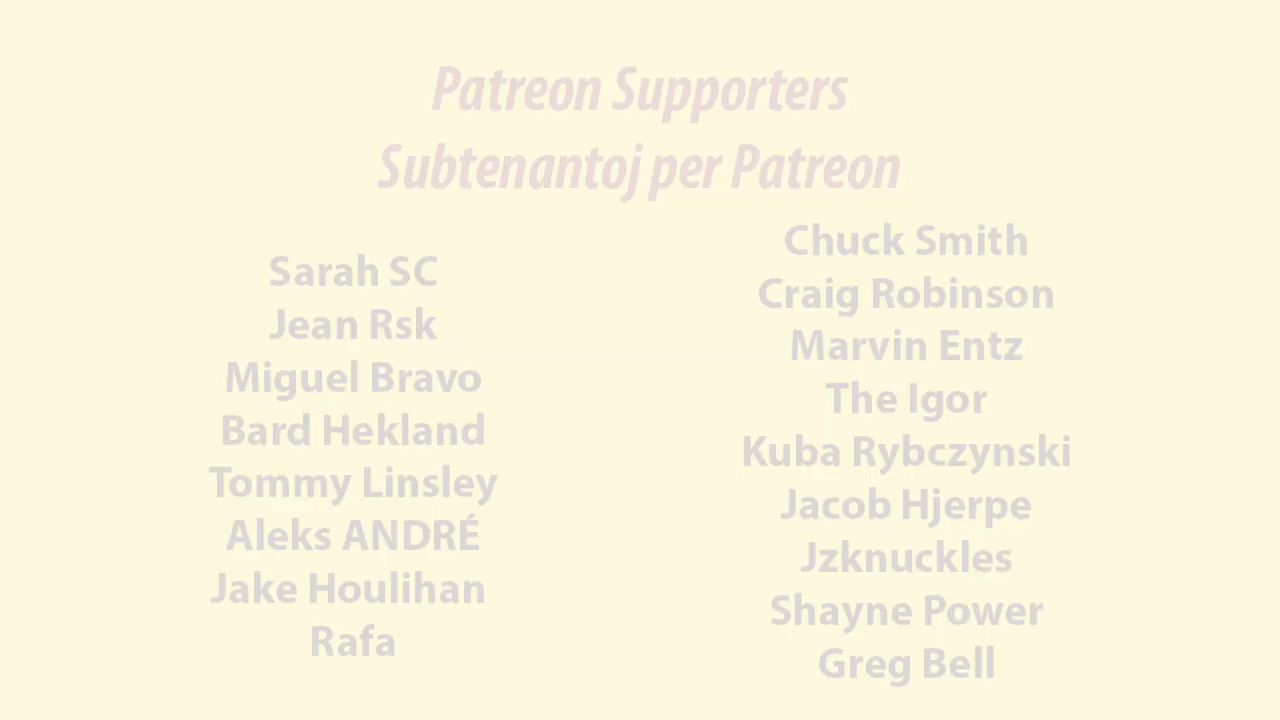 Patreon Supporters
Subtenantoj per Patreon
Sarah SC
Jean Rsk
Miguel Bravo
Bard Hekland
Tommy Linsley
Aleks ANDRÉ
Jake Houlihan
Rafa
Chuck Smith
Craig Robinson
Marvin Entz
The Igor
Kuba Rybczynski
Jacob Hjerpe
Jzknuckles
Shayne Power
Greg Bell